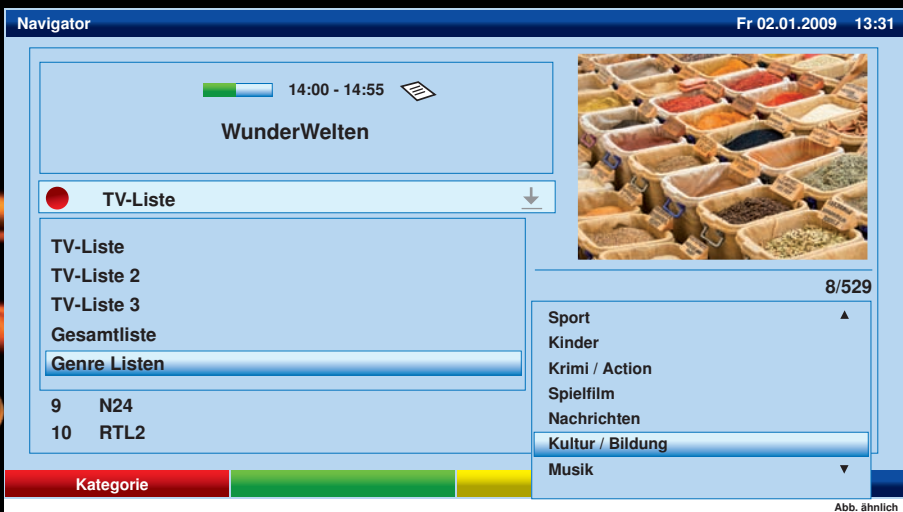 Navigator
Fr 02.01.2009 13:31
14:00 - 14:55
WunderWelten
TV-Liste
TV-Liste
TV-Liste 2
TV-Liste 3
Gesamtliste
Genre Listen
9 N24
10 RTL2
8/529
Sport
Kinder
Krimi / Action
Spielfilm
Nachrichten
Kultur / Bildung
Musik
Kategorie
Abb. ähnlich